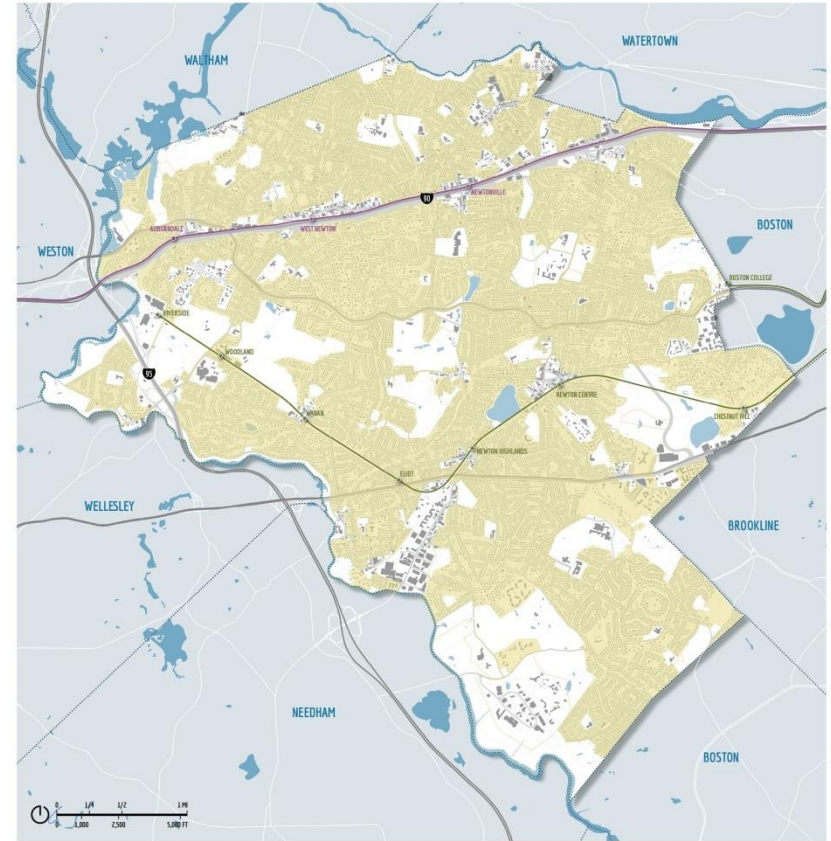 WATERTOWN
WALTHAM
NEWTONVILLE
90
WEST NEWTON
AUBURNDALE
BOSTON
WESTON
BOSTON COLLEGE
RIVERSIDE
WOODLAND
95
NEWTON CENTRE
WABAN
CHESTNUT HILL
NEWTON HIGHLANDS
ELIOT
WELLESLEY
BROOKLINE
NEEDHAM
BOSTON
0 1/4 1/2 1 MI
0 1,000 2,500 5,000 FT